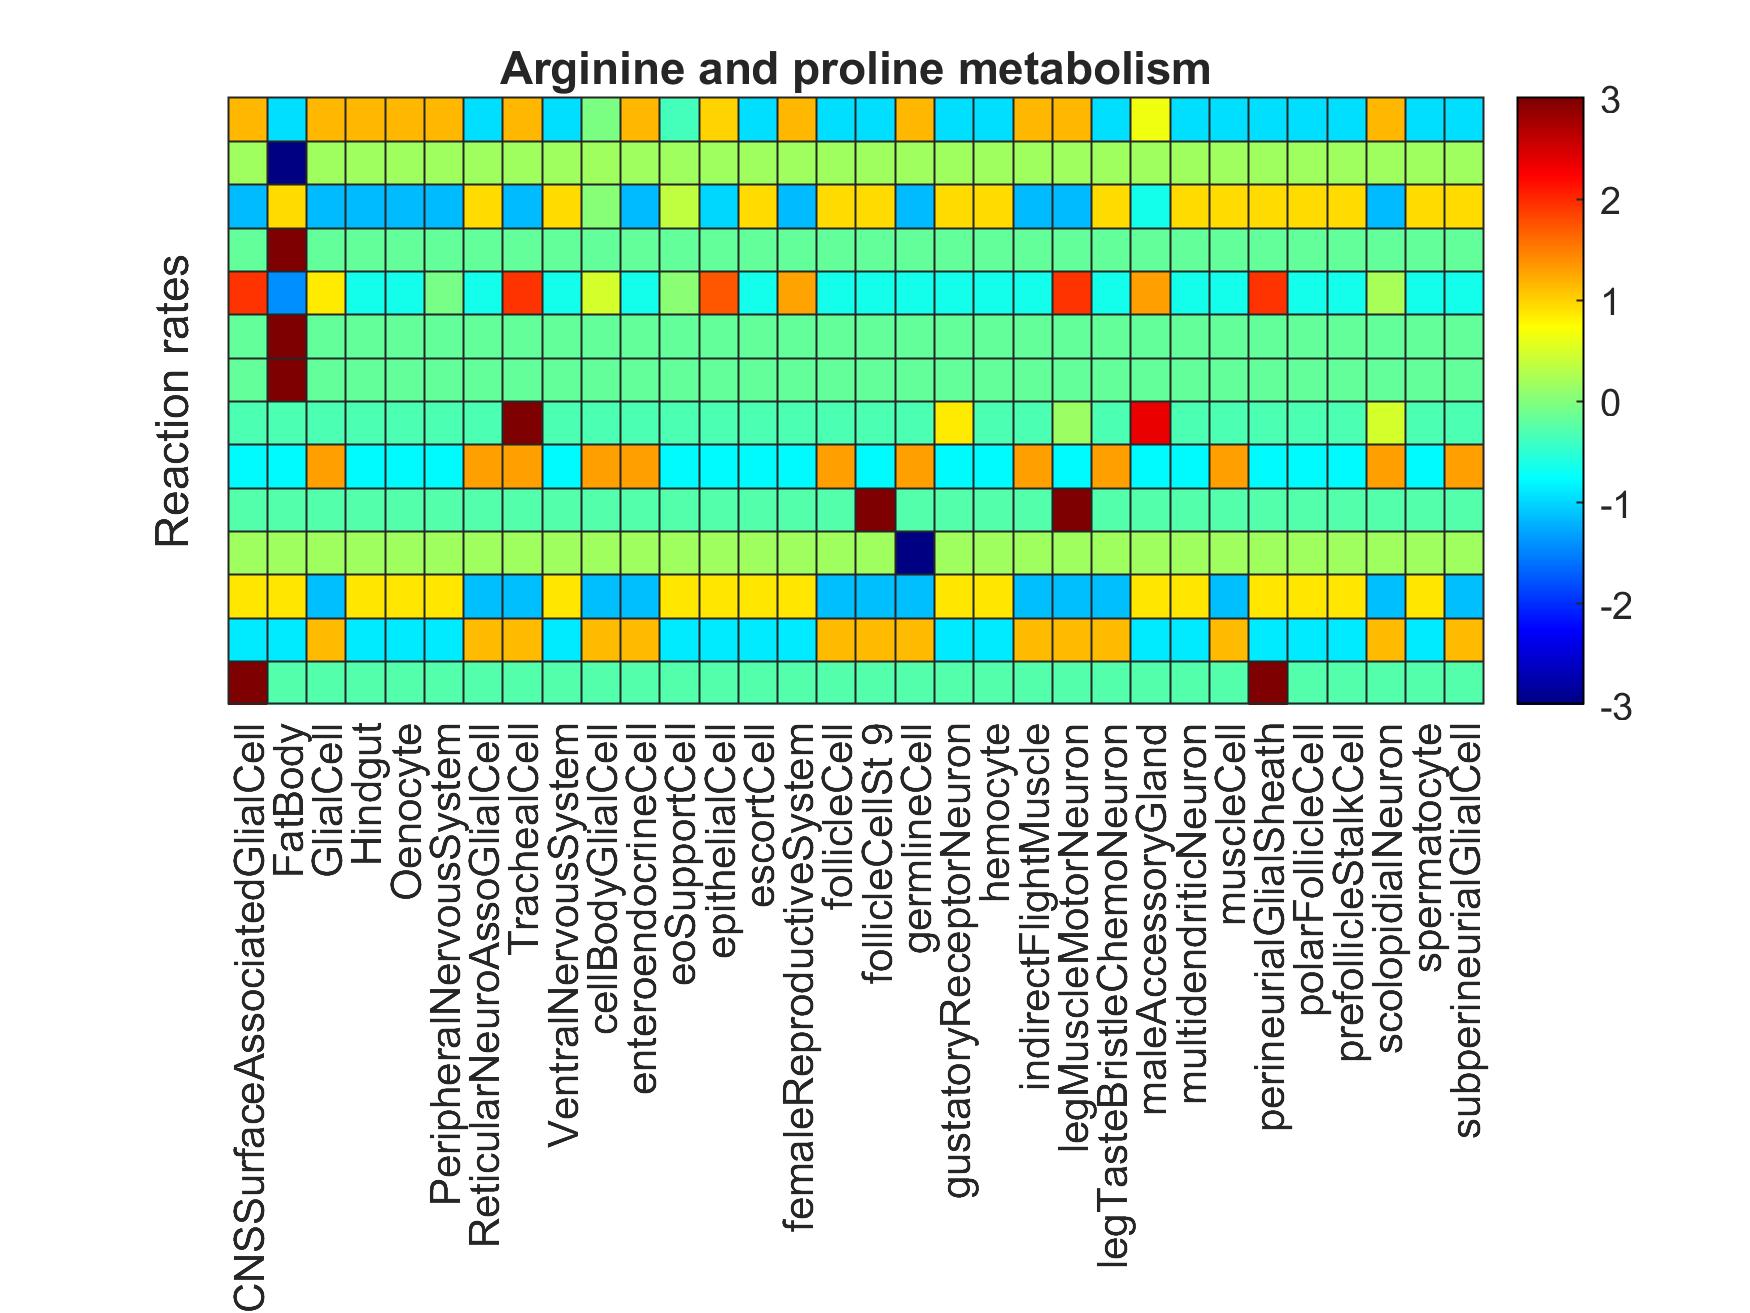 Arginine and proline metabolism
Reaction rates
3
2
1
0
-1
-2
-3
CNSSurfaceAssociatedGlialCell
FatBody
GlialCell
Hindgut
Oenocyte
PeripheralNervousSystem
ReticularNeuroAssoGlialCell
TrachealCell
VentralNervousSystem
cellBodyGlialCell
enteroendocrineCell
eoSupportCell
epithelialCell
escortCell
femaleReproductiveSystem
follicleCell
follicleCellSt 9
germlineCell
gustatoryReceptorNeuron
hemocyte
indirectFlightMuscle
legMuscleMotorNeuron
legTasteBristleChemoNeuron
maleAccessoryGland
multidendriticNeuron
muscleCell
perineurialGlialSheath
polarFollicleCell
prefollicleStalkCell
scolopidialNeuron
spermatocyte
subperineurialGlialCell